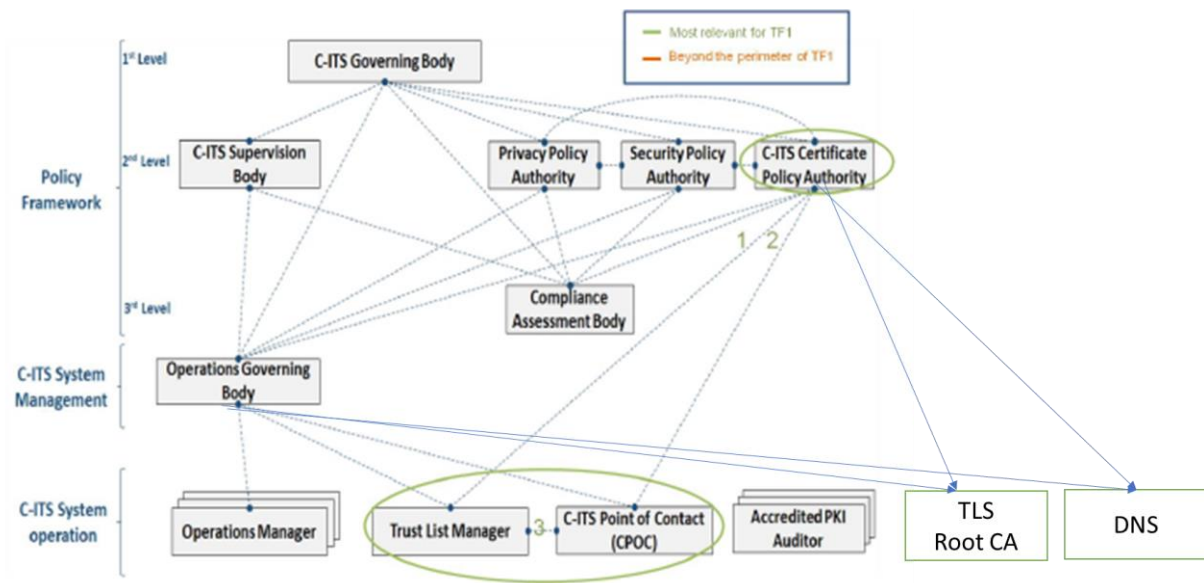 Most relevant for TF1
Beyond the perimeter of TF1
1st Level
C-ITS Governing Body
Policy
Framework
2nd Level
C-ITS Supervision
Body
Privacy Policy
Authority
Security Policy
Authority
C-ITS Certificate
Policy Authority
1 2
3rd Level
Compliance
Assessment Body
C-ITS System
Management
Operations Governing
Body
C-ITS System
operation
Operations Manager
Trust List Manager
3
C-ITS Point of Contact
(CPOC)
Accredited PKI
Auditor
TLS
Root CA
DNS